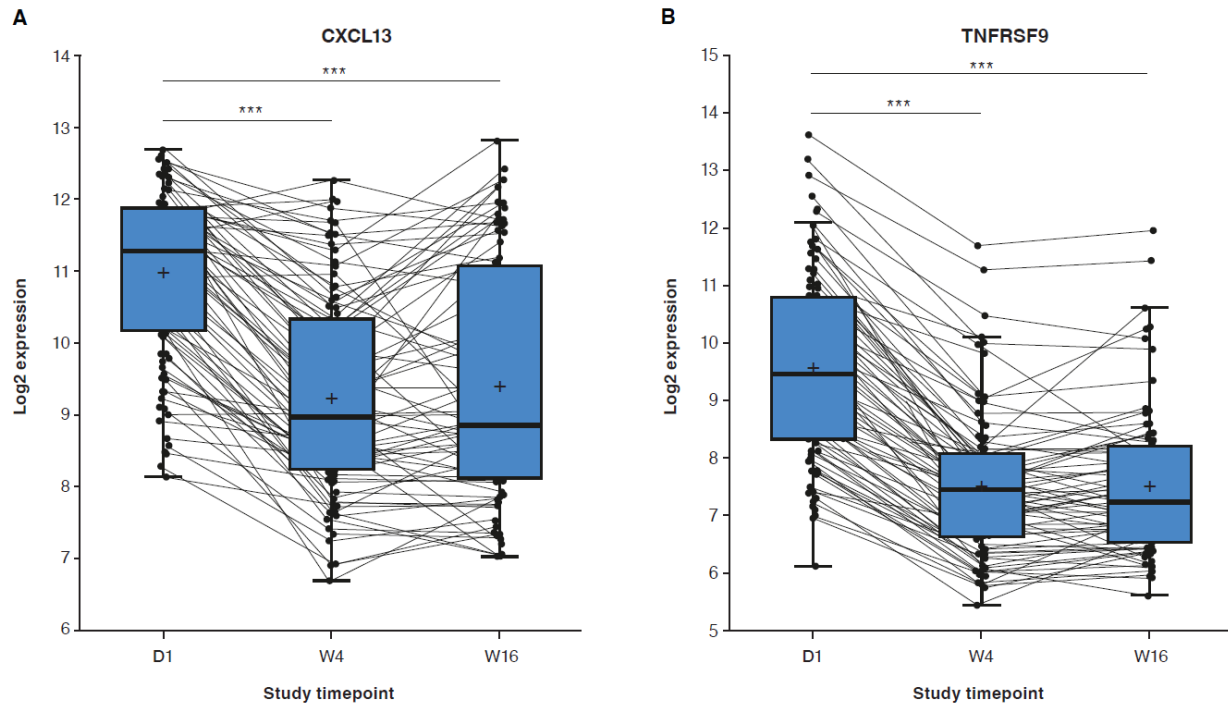 A
CXCL13
14
13
12
11
10
9
8
7
6
Log2 expression
***
***
D1
W4
W16
Study timepoint
B
TNFRSF9
15
14
13
12
11
10
9
8
7
6
5
Log2 expression
***
***
D1
W4
W16
Study timepoint